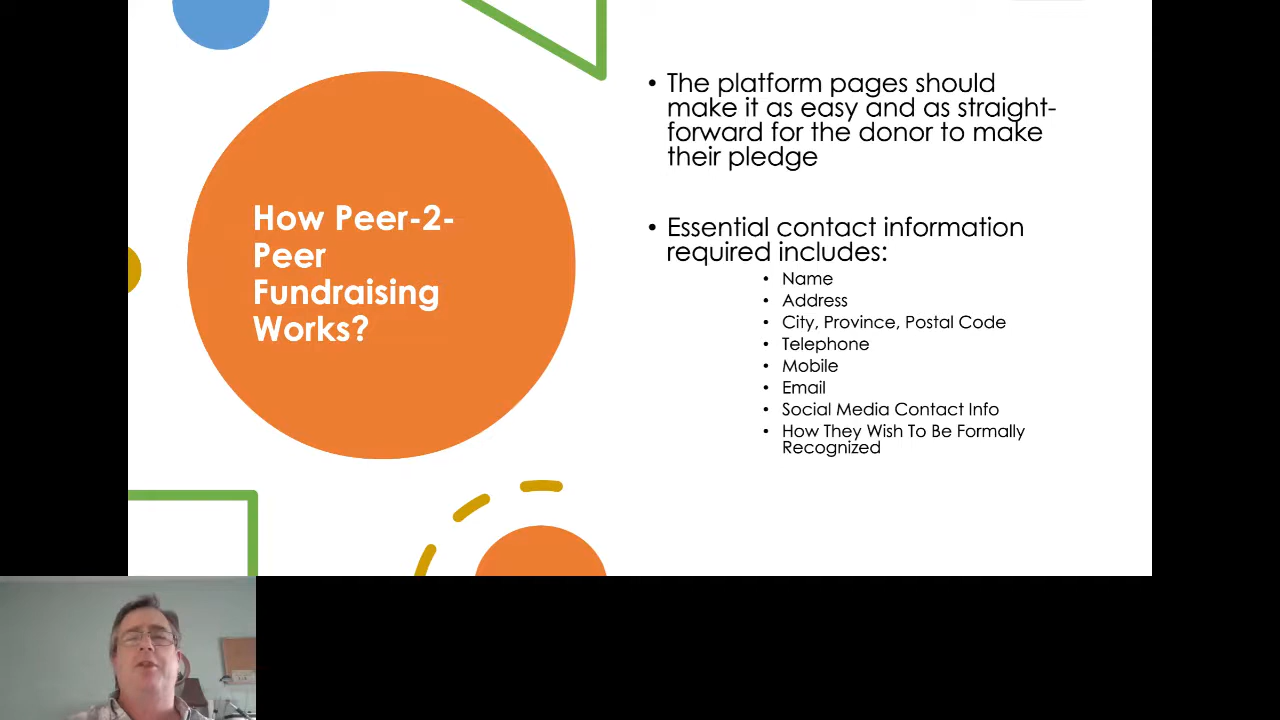 How Peer-2-
Peer
Fundraising
Works?
• The platform pages should
make it as easy and as straight-
forward for the donor to make
their pledge
• Essential contact information
required includes:
• Name
• Address
• City, Province, Postal Code
• Telephone
• Mobile
• Email
• Social Media Contact Info
• How They Wish To Be Formally
Recognized